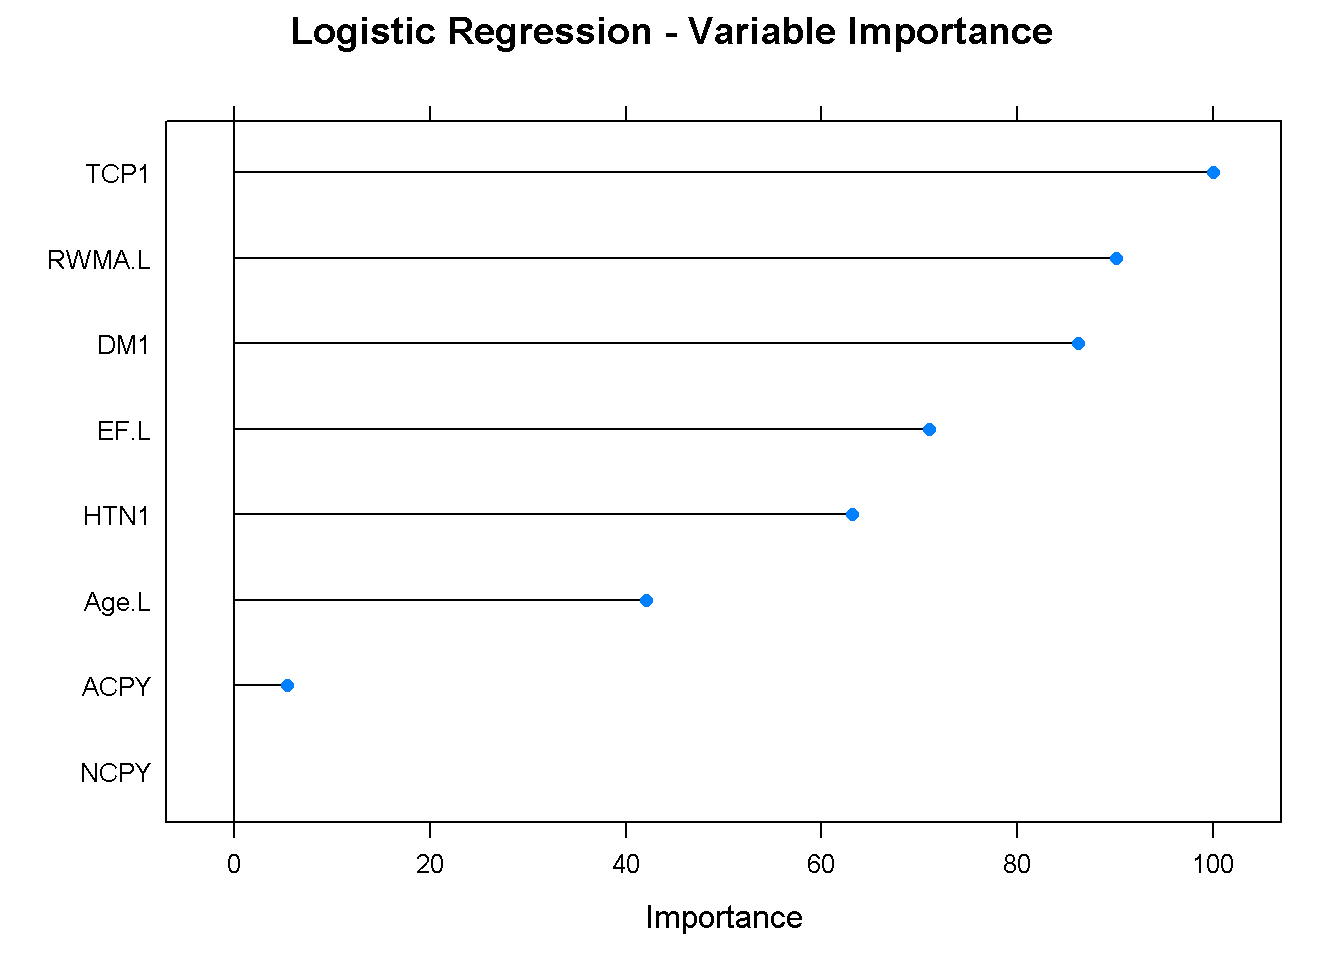 Logistic Regression - Variable Importance
TCP1
RWMA.L
DM1
EF.L
HTN1
Age.L
ACPY
NCPY
0 20 40 60 80 100
Importance